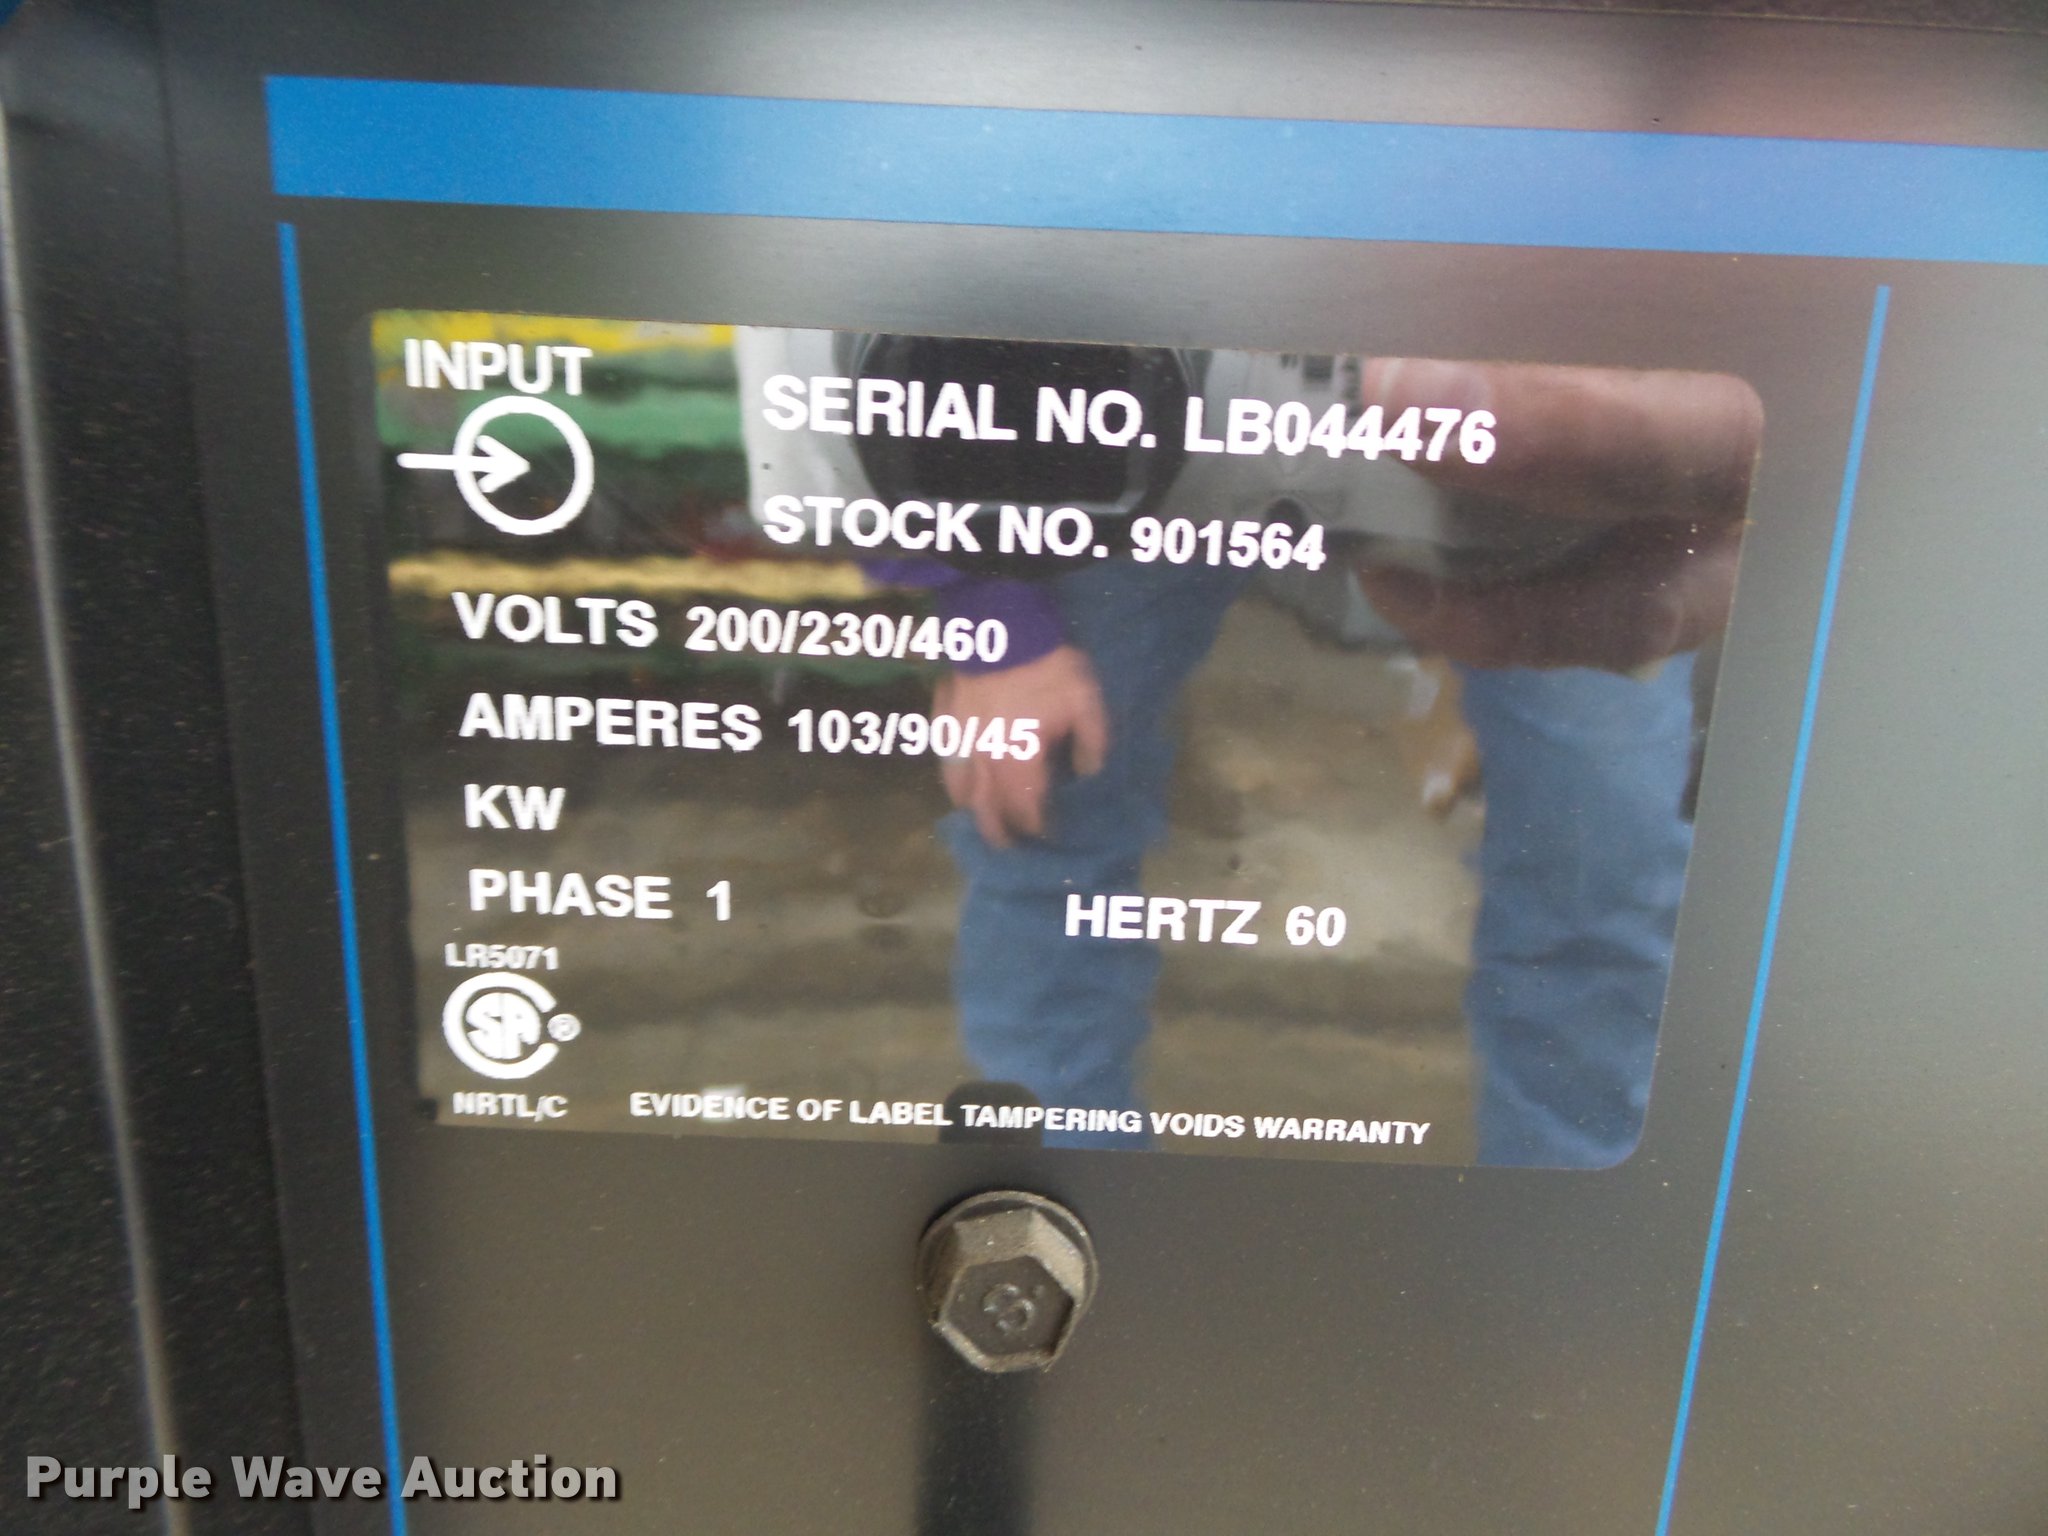 INPUT
SERIAL NO. LB044476
STOCK NO. 901564
VOLTS 200/230/460
AMPERES 103/90/45
KW
PHASE 1 HERTZ 60
LR5071
CSA®
NRTL/C EVIDENCE OF LABEL TAMPERING VOIDS WARRANTY
Purple Wave Auction